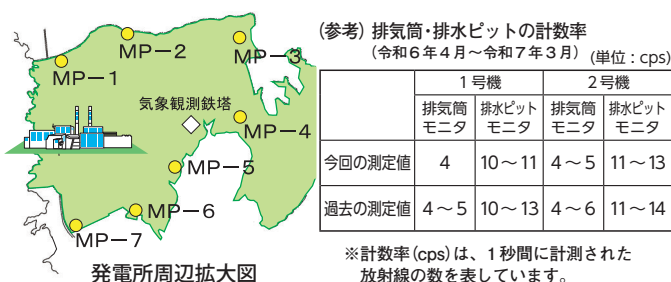 MP－1
MP－2
MP－3
気象観測鉄塔
MP－4
MP－5
MP－6
MP－7
発電所周辺拡大図
(参考) 排気筒・排水ピットの計数率
(令和6年4月～令和7年3月) (単位：cps)
1号機 2号機
排気筒モニタ 排水ピットモニタ 排気筒モニタ 排水ピットモニタ
今回の測定値 4 10～11 4～5 11～13
過去の測定値 4～5 10～13 4～6 11～14
※計数率(cps)は、1秒間に計測された
放射線の数を表しています。